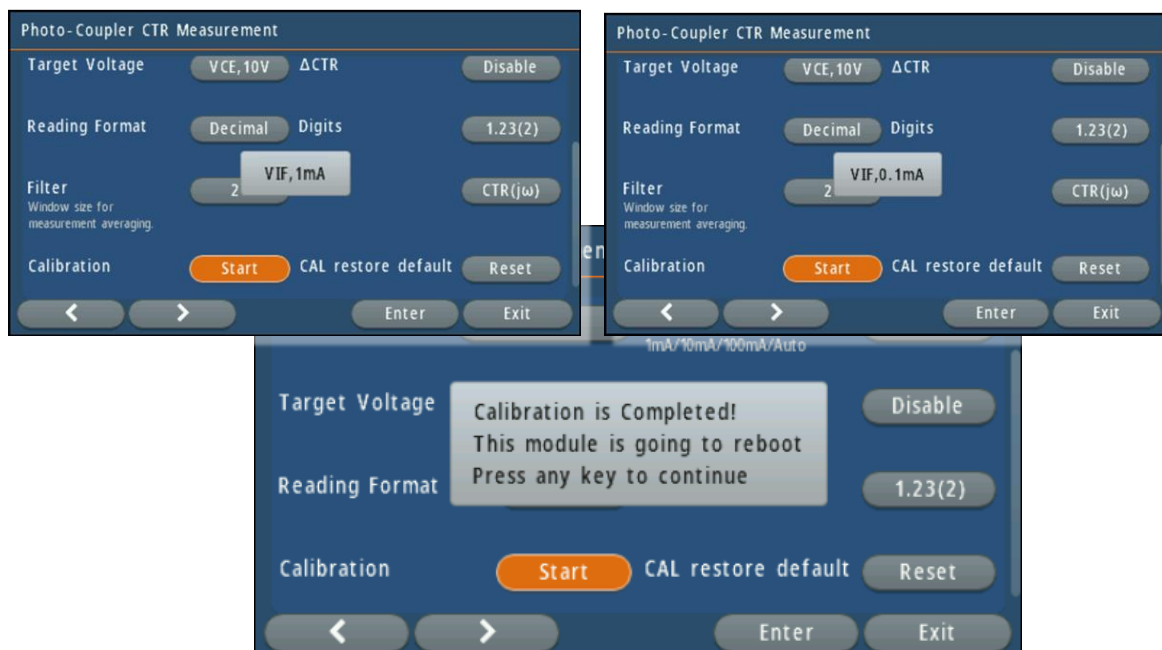 Photo-Coupler CTR Measurement
Target Voltage VCE,10V ΔCTR Disable
Reading Format Decimal Digits 1.23(2)
VIF,1mA
Filter 2 CTR(jω)
Window size for
measurement averaging.
Calibration Start CAL restore default Reset
Enter Exit
Photo-Coupler CTR Measurement
Target Voltage VCE,10V ΔCTR Disable
Reading Format Decimal Digits 1.23(2)
VIF,0.1mA
Filter 2 CTR(jω)
Window size for
measurement averaging.
Calibration Start CAL restore default Reset
Enter Exit
en
1mA/10mA/100mA/Auto
Target Voltage Disable
Calibration is Completed!
This module is going to reboot
Press any key to continue
Reading Format 1.23(2)
Calibration Start CAL restore default Reset
Enter Exit